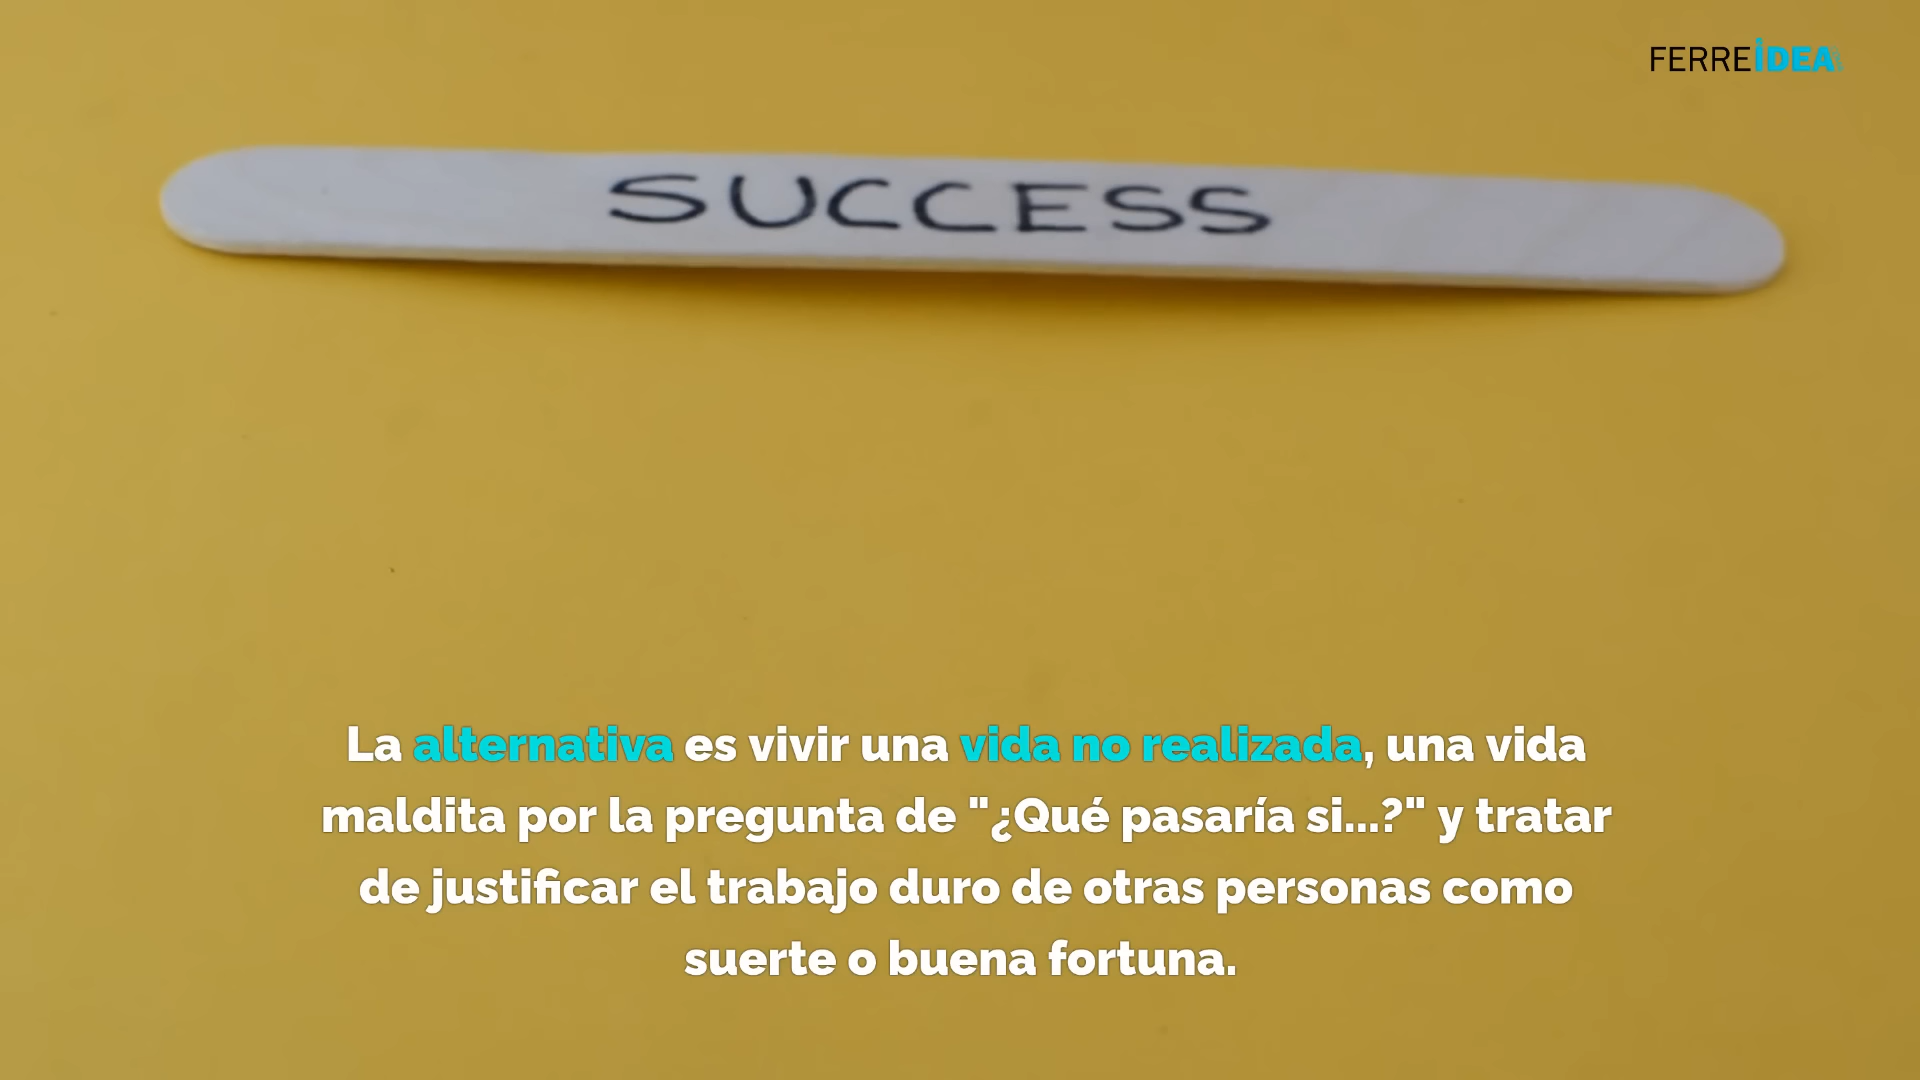 FERREiDEA
SUCCESS
La alternativa es vivir una vida no realizada, una vida
maldita por la pregunta de "¿Qué pasaría si...?" y tratar
de justificar el trabajo duro de otras personas como
suerte o buena fortuna.